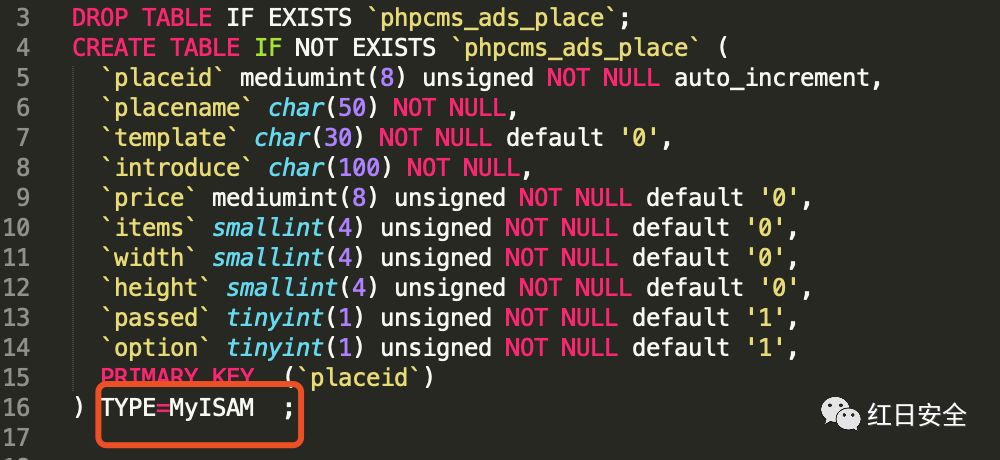 3 DROP TABLE IF EXISTS `phpcms_ads_place`;
4 CREATE TABLE IF NOT EXISTS `phpcms_ads_place` (
5 `placeid` mediumint(8) unsigned NOT NULL auto_increment,
6 `placename` char(50) NOT NULL,
7 `template` char(30) NOT NULL default '0',
8 `introduce` char(100) NOT NULL,
9 `price` mediumint(8) unsigned NOT NULL default '0',
10 `items` smallint(4) unsigned NOT NULL default '0',
11 `width` smallint(4) unsigned NOT NULL default '0',
12 `height` smallint(4) unsigned NOT NULL default '0',
13 `passed` tinyint(1) unsigned NOT NULL default '1',
14 `option` tinyint(1) unsigned NOT NULL default '1',
15 PRIMARY KEY  (`placeid`)
16 ) TYPE=MyISAM  ;
红日安全
17